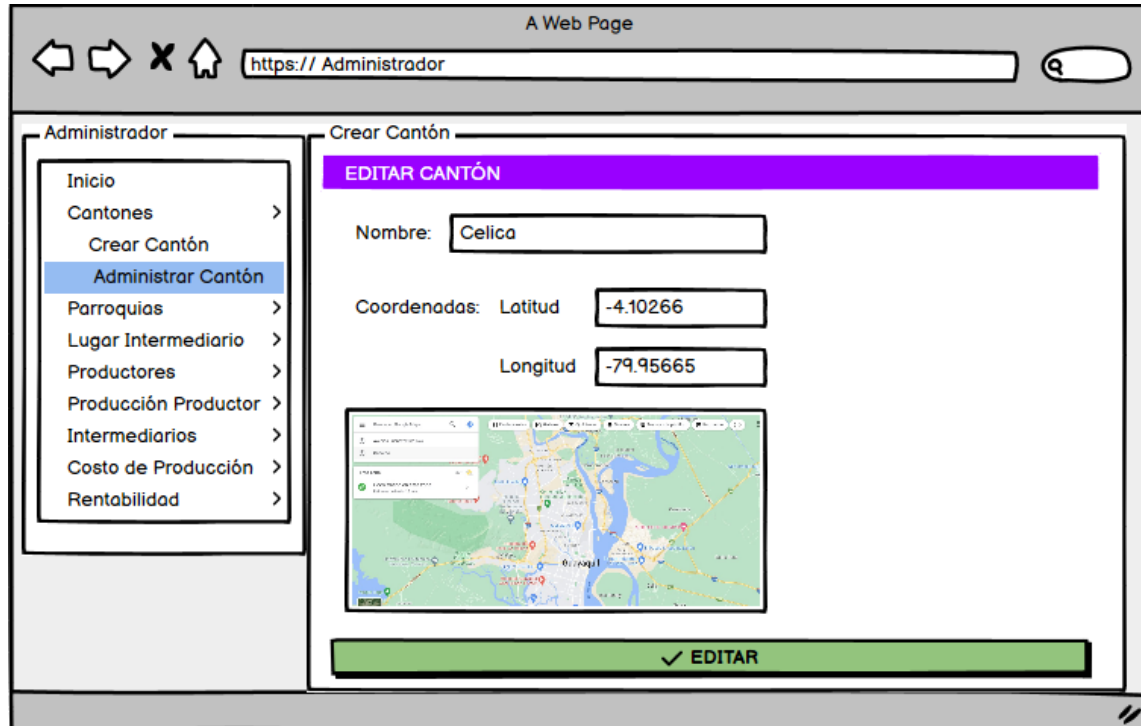 A Web Page
https:// Administrador
Administrador
Inicio
Cantones
Crear Cantón
Administrar Cantón
Parroquias
Lugar Intermediario
Productores
Producción Productor
Intermediarios
Costo de Producción
Rentabilidad
Crear Cantón
EDITAR CANTÓN
Nombre: Celica
Coordenadas: Latitud -4.10266
Longitud -79.95665
Guayaquil
EDITAR